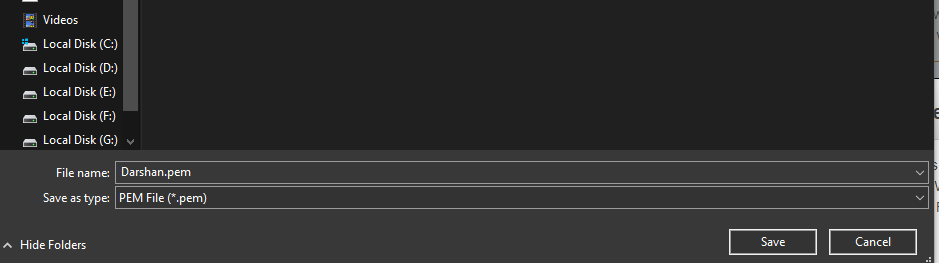 Videos
Local Disk (C:)
Local Disk (D:)
Local Disk (E:)
Local Disk (F:)
Local Disk (G:)
File name: Darshan.pem
Save as type: PEM File (*.pem)
Hide Folders Save Cancel